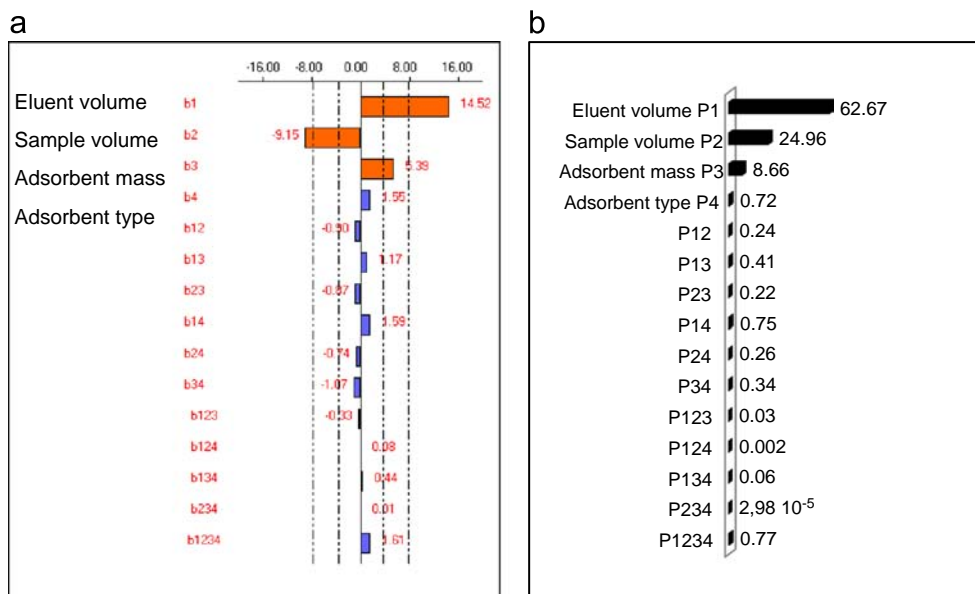 a
-16.00 -8.00 0.00 8.00 16.00
Eluent volume b1 14.52
Sample volume b2 -9.15
b3 5.39
Adsorbent mass
b4 1.55
Adsorbent type
b12 -0.90
b13 1.17
b23 -0.87
b14 1.59
b24 -0.74
b34 -1.07
b123 -0.33
b124 0.08
b134 0.44
b234 0.01
b1234 1.61
b
Eluent volume P1 62.67
Sample volume P2 24.96
Adsorbent mass P3 8.66
Adsorbent type P4 0.72
P12 0.24
P13 0.41
P23 0.22
P14 0.75
P24 0.26
P34 0.34
P123 0.03
P124 0.002
P134 0.06
P234 2,98 10⁻⁵
P1234 0.77